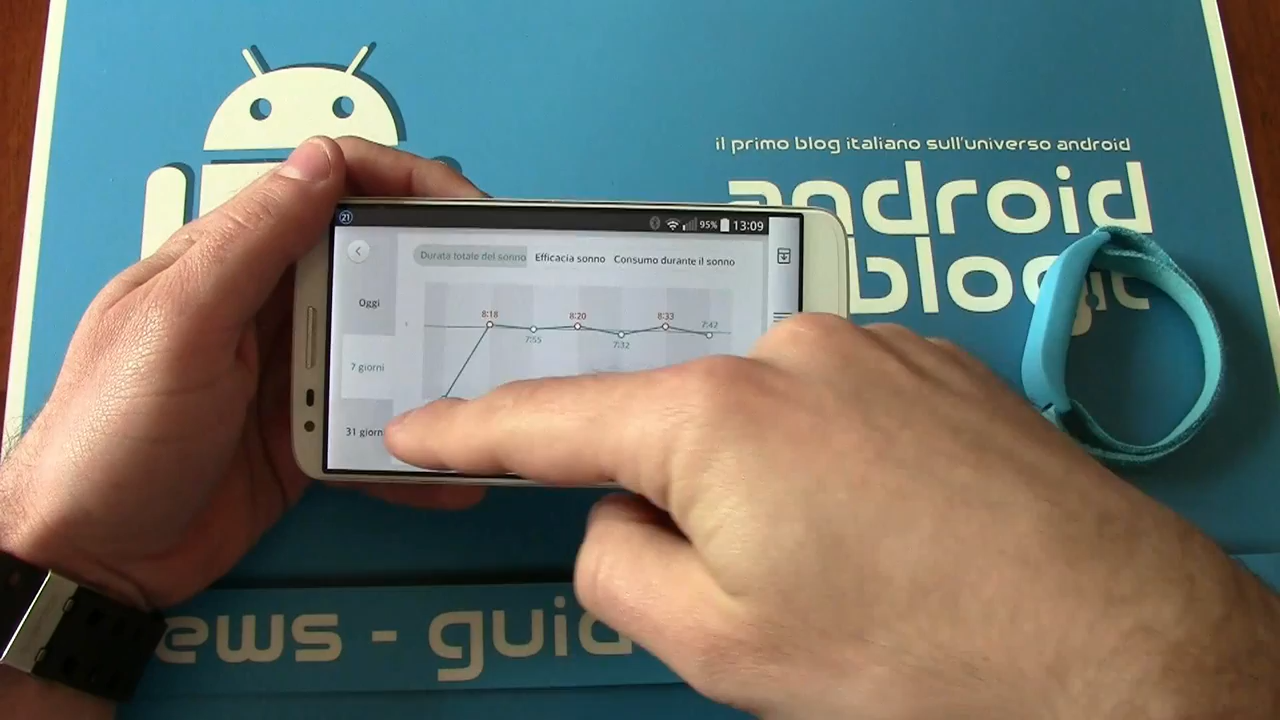 il primo blog italiano sull'universo android
android
blog.it
21
95% 13:09
Durata totale del sonno Efficacia sonno Consumo durante il sonno
Oggi
7 giorni
31 giorni
8:18 7:55 8:20 7:32 8:33 7:42
news - guid